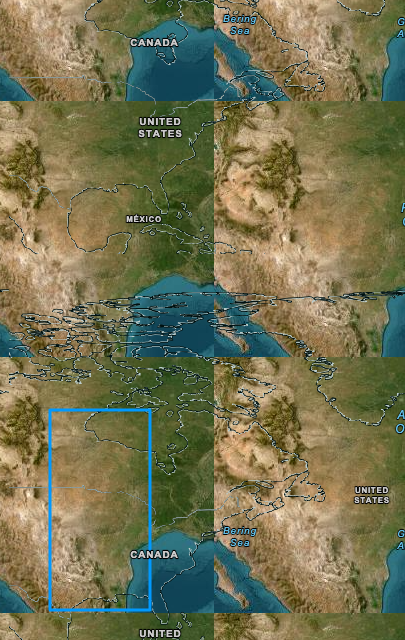 Bering
Sea
CANADA
UNITED
STATES
MÉXICO
UNITED
STATES
Bering
Sea
CANADA
UNITED